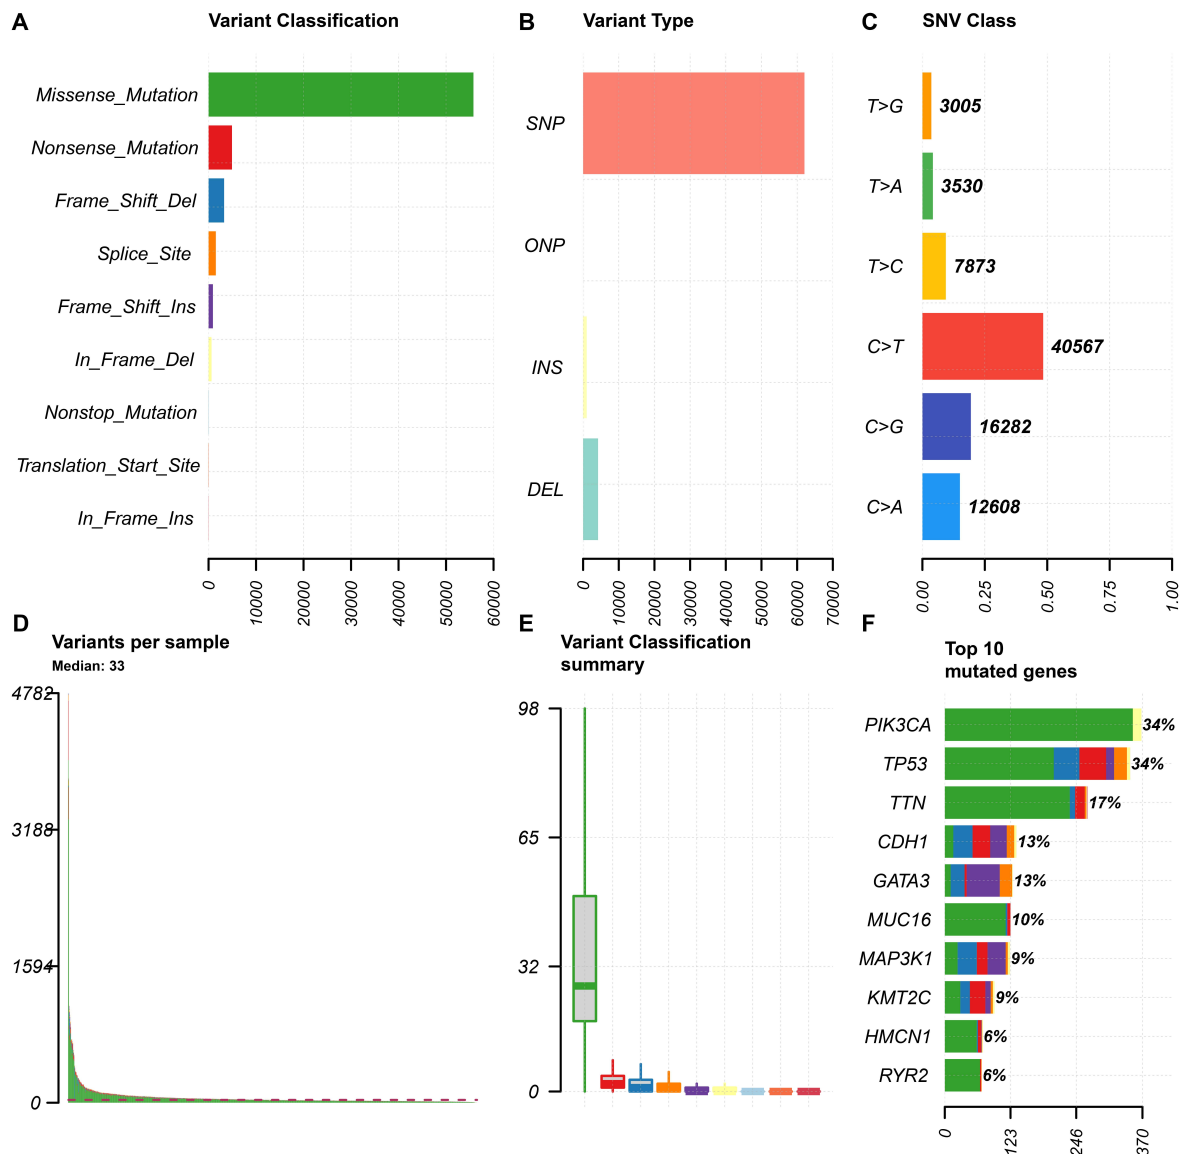 A
Variant Classification
Missense_Mutation
Nonsense_Mutation
Frame_Shift_Del
Splice_Site
Frame_Shift_Ins
In_Frame_Del
Nonstop_Mutation
Translation_Start_Site
In_Frame_Ins
0
10000
20000
30000
40000
50000
60000
B
Variant Type
SNP
ONP
INS
DEL
0
10000
20000
30000
40000
50000
60000
70000
C
SNV Class
T>G
3005
T>A
3530
T>C
7873
C>T
40567
C>G
16282
C>A
12608
0.00
0.25
0.50
0.75
1.00
D
Variants per sample
Median: 33
4782
3188
1594
0
E
Variant Classification
summary
98
65
32
0
F
Top 10
mutated genes
PIK3CA
34%
TP53
34%
TTN
17%
CDH1
13%
GATA3
13%
MUC16
10%
MAP3K1
9%
KMT2C
9%
HMCN1
6%
RYR2
6%
0
123
246
370